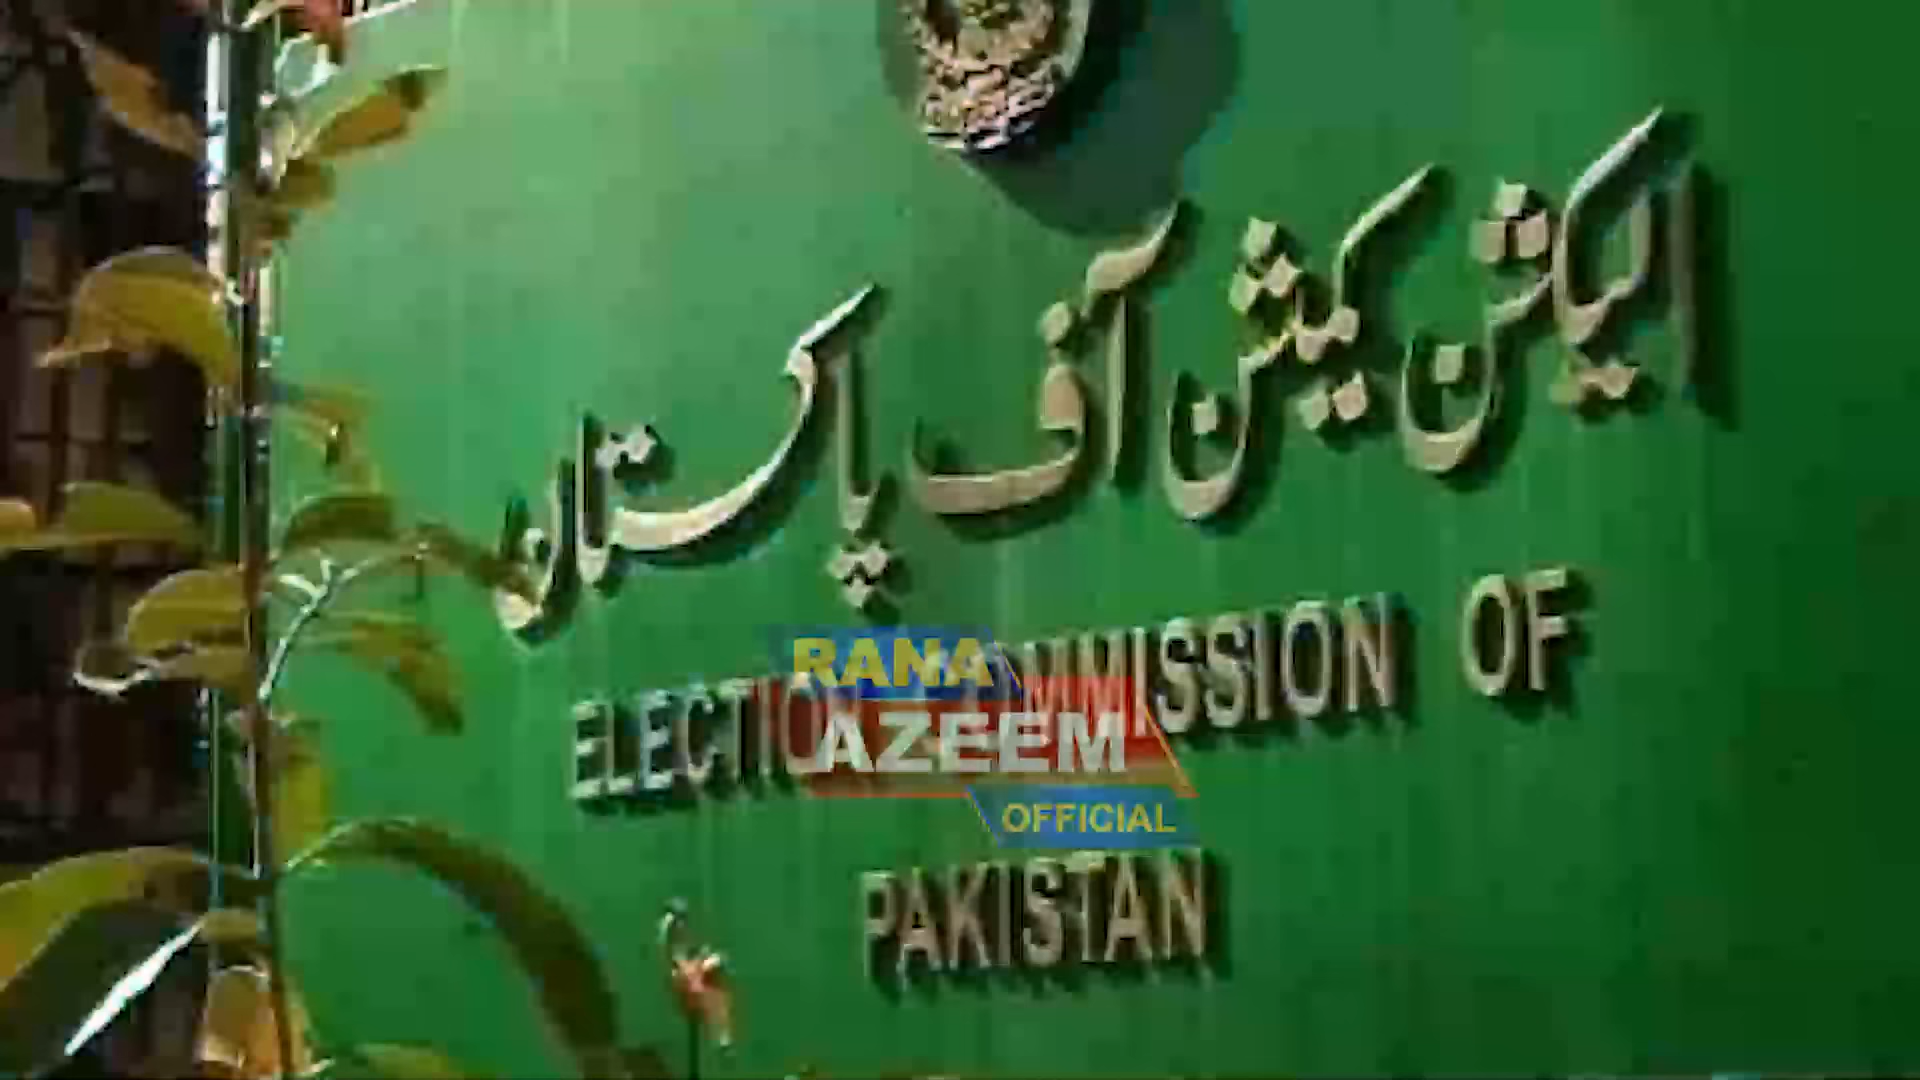 الیکشن کمیشن آف پاکستان
ELECTION COMMISSION OF
PAKISTAN
RANA
AZEEM
OFFICIAL